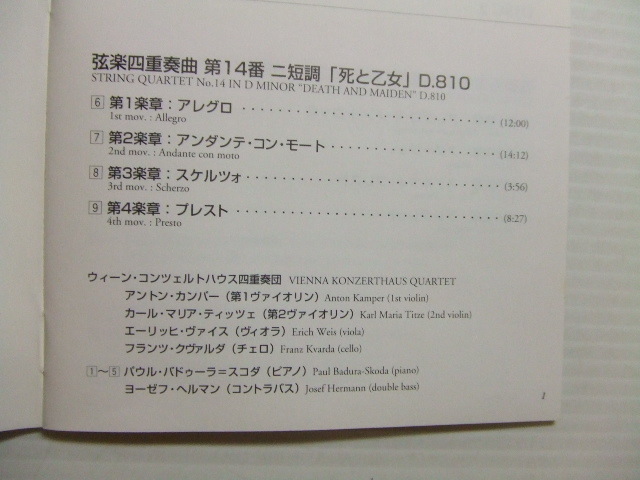 弦楽四重奏曲 第14番 ニ短調「死と乙女」D.810
STRING QUARTET No.14 IN D MINOR "DEATH AND MAIDEN" D.810
6 第1楽章：アレグロ ・・・・・・・・・・・・・・・・・・・・・・・・・・・・・・ (12:00)
1st mov. : Allegro
7 第2楽章：アンダンテ・コン・モート ・・・・・・・・・・・・・・・・・・ (14:12)
2nd mov. : Andante con moto
8 第3楽章：スケルツォ ・・・・・・・・・・・・・・・・・・・・・・・・・・・・ (3:56)
3rd mov. : Scherzo
9 第4楽章：プレスト ・・・・・・・・・・・・・・・・・・・・・・・・・・・・・・ (8:27)
4th mov. : Presto
ウィーン・コンツェルトハウス四重奏団 VIENNA KONZERTHAUS QUARTET
アントン・カンパー（第1ヴァイオリン）Anton Kamper (1st violin)
カール・マリア・ティッツェ（第2ヴァイオリン）Karl Maria Titze (2nd violin)
エーリッヒ・ヴァイス（ヴィオラ）Erich Weis (viola)
フランツ・クヴァルダ（チェロ）Franz Kvarda (cello)
1〜5 パウル・バドゥーラ＝スコダ（ピアノ）Paul Badura-Skoda (piano)
ヨーゼフ・ヘルマン（コントラバス）Josef Hermann (double bass)